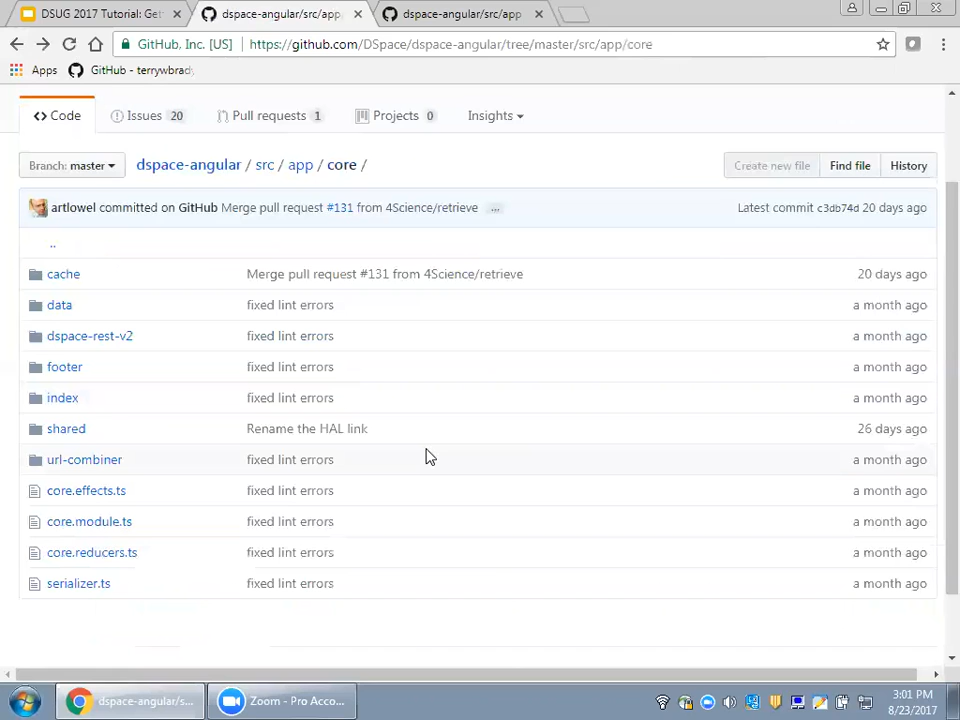 DSUG 2017 Tutorial: Get
dspace-angular/src/app
dspace-angular/src/app
GitHub, Inc. [US]
https://github.com/DSpace/dspace-angular/tree/master/src/app/core
Apps
GitHub - terrywbrady
Code
Issues 20
Pull requests 1
Projects 0
Insights
Branch: master
dspace-angular / src / app / core /
Create new file
Find file
History
artlowel committed on GitHub Merge pull request #131 from 4Science/retrieve ...
Latest commit c3db74d 20 days ago
..
cache Merge pull request #131 from 4Science/retrieve 20 days ago
data fixed lint errors a month ago
dspace-rest-v2 fixed lint errors a month ago
footer fixed lint errors a month ago
index fixed lint errors a month ago
shared Rename the HAL link 26 days ago
url-combiner fixed lint errors a month ago
core.effects.ts fixed lint errors a month ago
core.module.ts fixed lint errors a month ago
core.reducers.ts fixed lint errors a month ago
serializer.ts fixed lint errors a month ago
dspace-angular/s...
Zoom - Pro Acco...
3:01 PM
8/23/2017